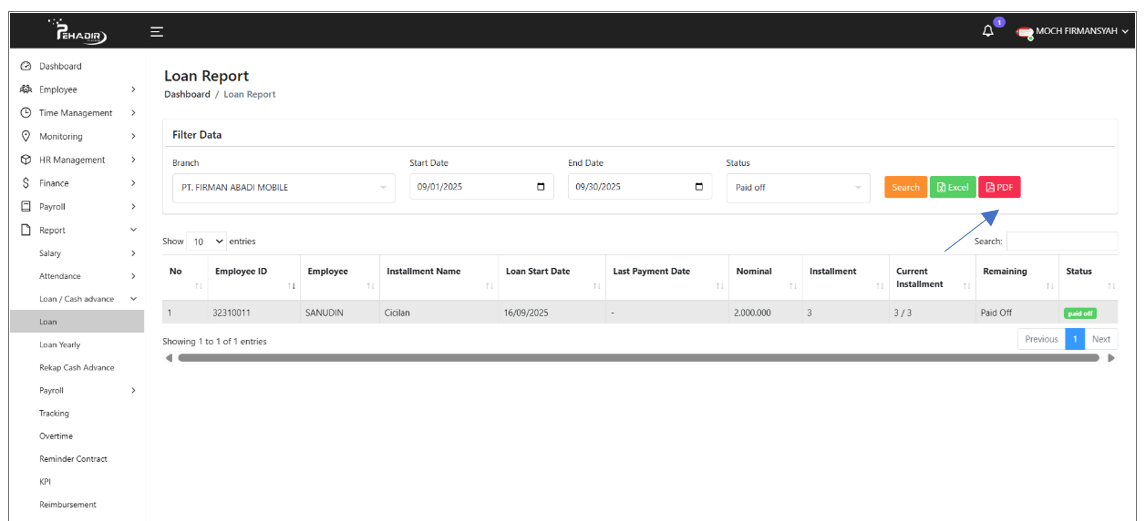 PEHADIR
1
MOCH FIRMANSYAH
Dashboard
Employee
Time Management
Monitoring
HR Management
Finance
Payroll
Report
Salary
Attendance
Loan / Cash advance
Loan
Loan Yearly
Rekap Cash Advance
Payroll
Tracking
Overtime
Reminder Contract
KPI
Reimbursement
Loan Report
Dashboard / Loan Report
Filter Data
Branch Start Date End Date Status
PT. FIRMAN ABADI MOBILE 09/01/2025 09/30/2025 Paid off Search Excel PDF
Show 10 entries Search:
No Employee ID Employee Installment Name Loan Start Date Last Payment Date Nominal Installment Current Installment Remaining Status
1 32310011 SANUDIN Cicilan 16/09/2025 - 2.000.000 3 3 / 3 Paid Off paid off
Showing 1 to 1 of 1 entries Previous 1 Next